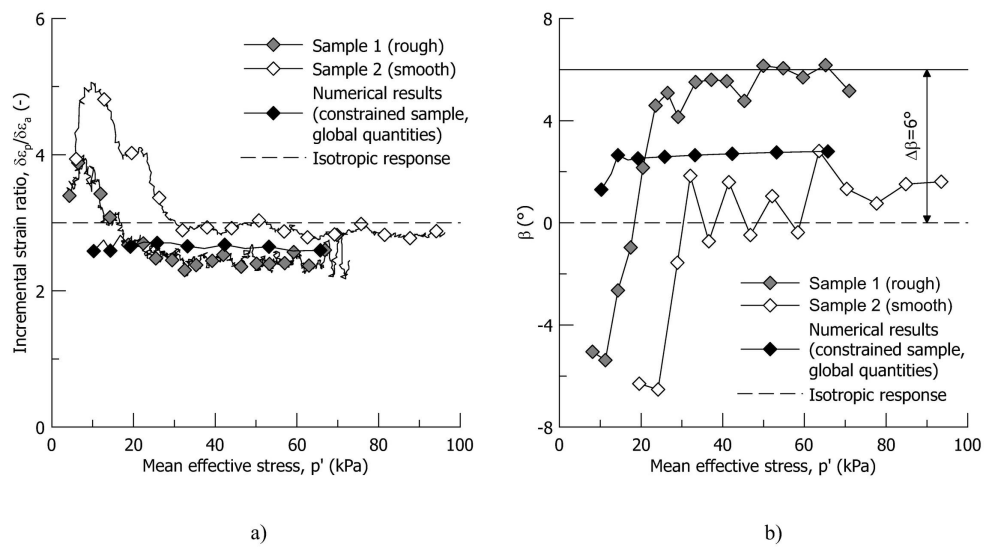 6
4
2
0
Incremental strain ratio, δεp/δεa (-)
Sample 1 (rough)
Sample 2 (smooth)
Numerical results
(constrained sample,
global quantities)
Isotropic response
0 20 40 60 80 100
Mean effective stress, p' (kPa)
a)
8
4
0
-4
-8
β (°)
Δβ=6°
Sample 1 (rough)
Sample 2 (smooth)
Numerical results
(constrained sample,
global quantities)
Isotropic response
0 20 40 60 80 100
Mean effective stress, p' (kPa)
b)